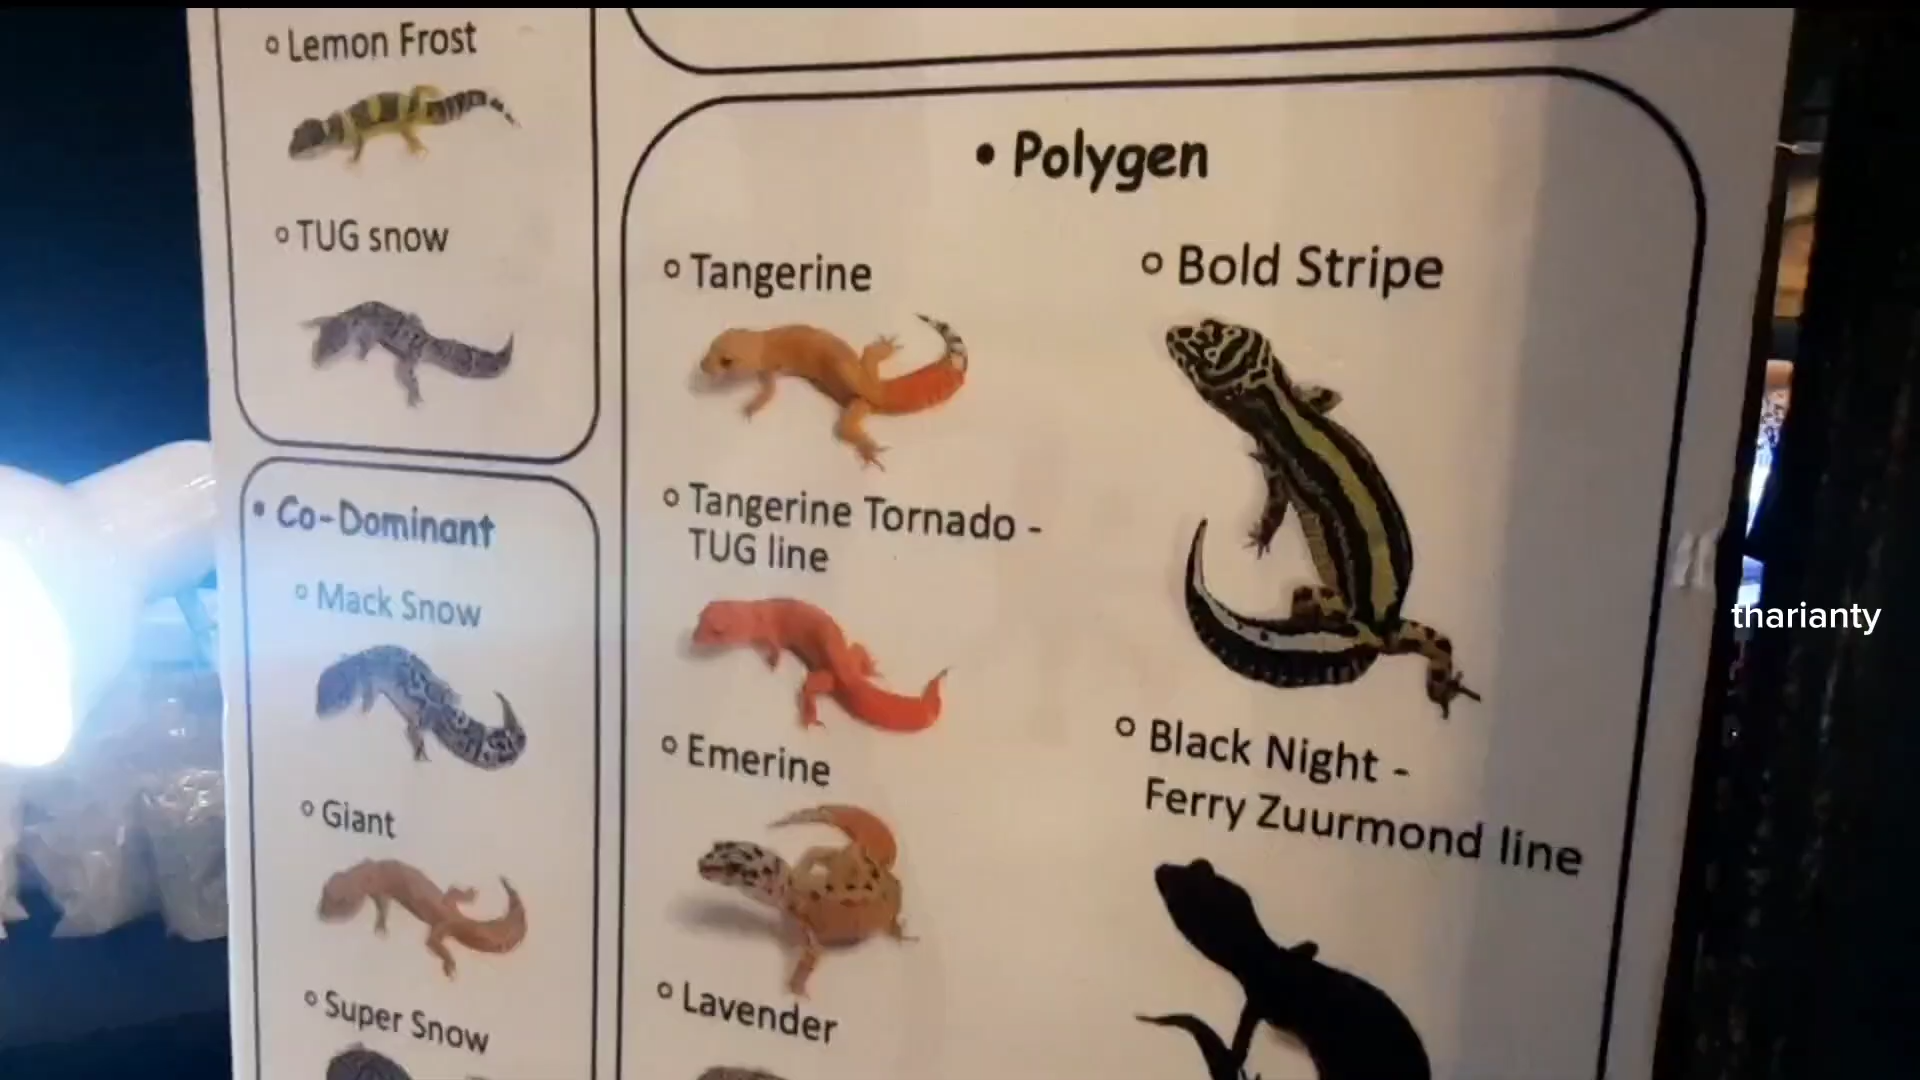 ◦ Lemon Frost
◦ TUG snow
• Co-Dominant
◦ Mack Snow
◦ Giant
◦ Super Snow
• Polygen
◦ Tangerine
◦ Tangerine Tornado -
TUG line
◦ Emerine
◦ Lavender
◦ Bold Stripe
◦ Black Night -
Ferry Zuurmond line
tharianty